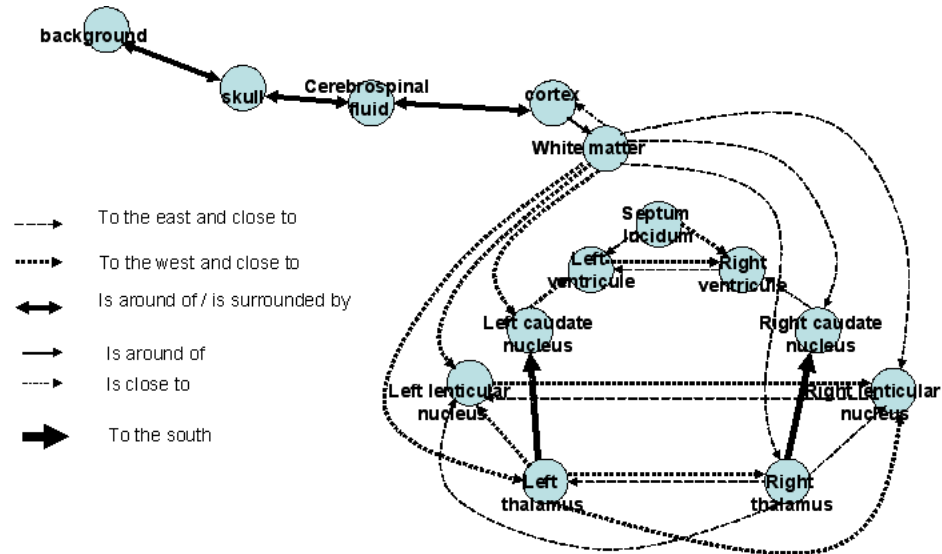 background
skull
Cerebrospinal
fluid
cortex
White matter
Septum
lucidum
Left
ventricule
Right
ventricule
Left caudate
nucleus
Right caudate
nucleus
Left lenticular
nucleus
Right lenticular
nucleus
Left
thalamus
Right
thalamus
To the east and close to
To the west and close to
Is around of / is surrounded by
Is around of
Is close to
To the south